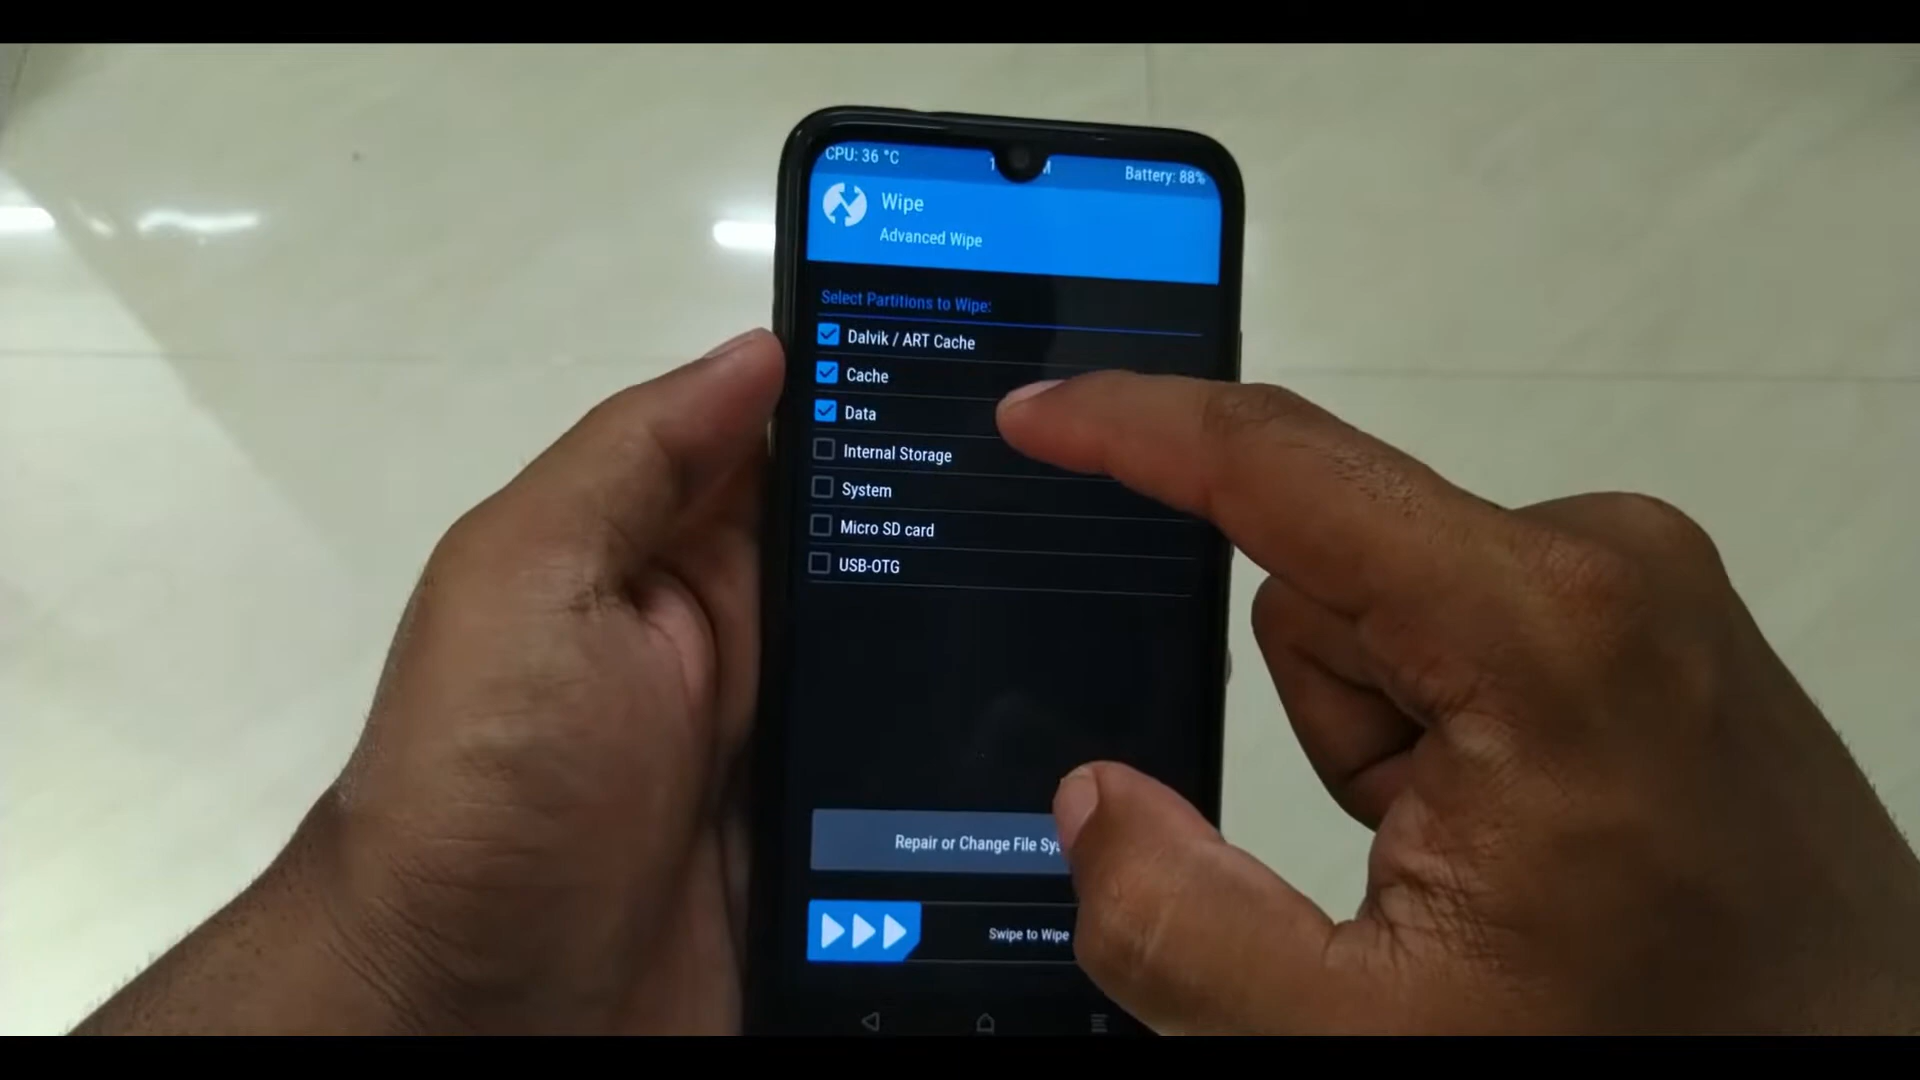 CPU: 36 °C
Battery: 88%
Wipe
Advanced Wipe
Select Partitions to Wipe:
Dalvik / ART Cache
Cache
Data
Internal Storage
System
Micro SD card
USB-OTG
Repair or Change File
Swipe to Wipe